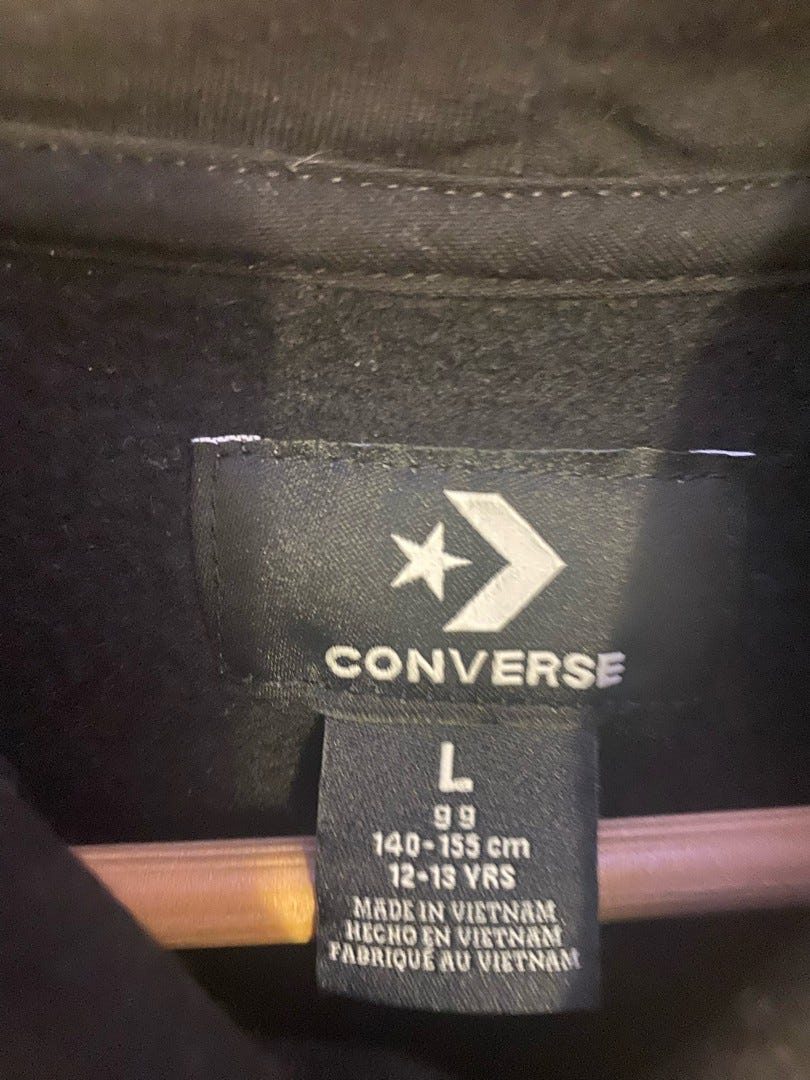 CONVERSE
L
g g
140-155 cm
12-13 YRS
MADE IN VIETNAM
HECHO EN VIETNAM
FABRIQUÉ AU VIETNAM